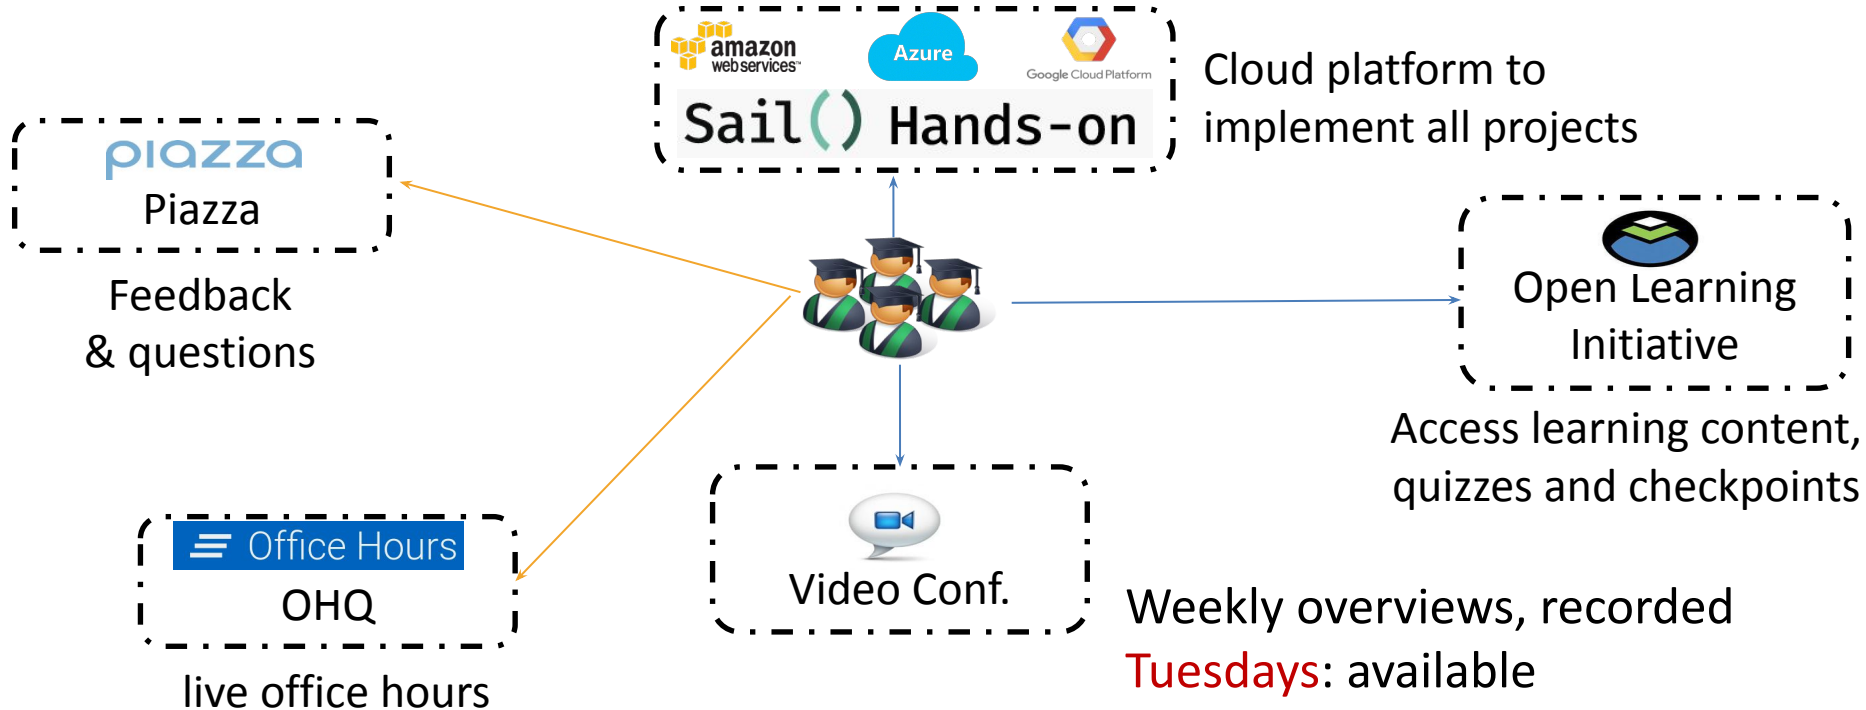 amazon
webservices™
Azure
Google Cloud Platform
Sail() Hands-on
Cloud platform to
implement all projects
piazza
Piazza
Feedback
& questions
Open Learning
Initiative
Access learning content,
quizzes and checkpoints
Office Hours
OHQ
live office hours
Video Conf.
Weekly overviews, recorded
Tuesdays: available